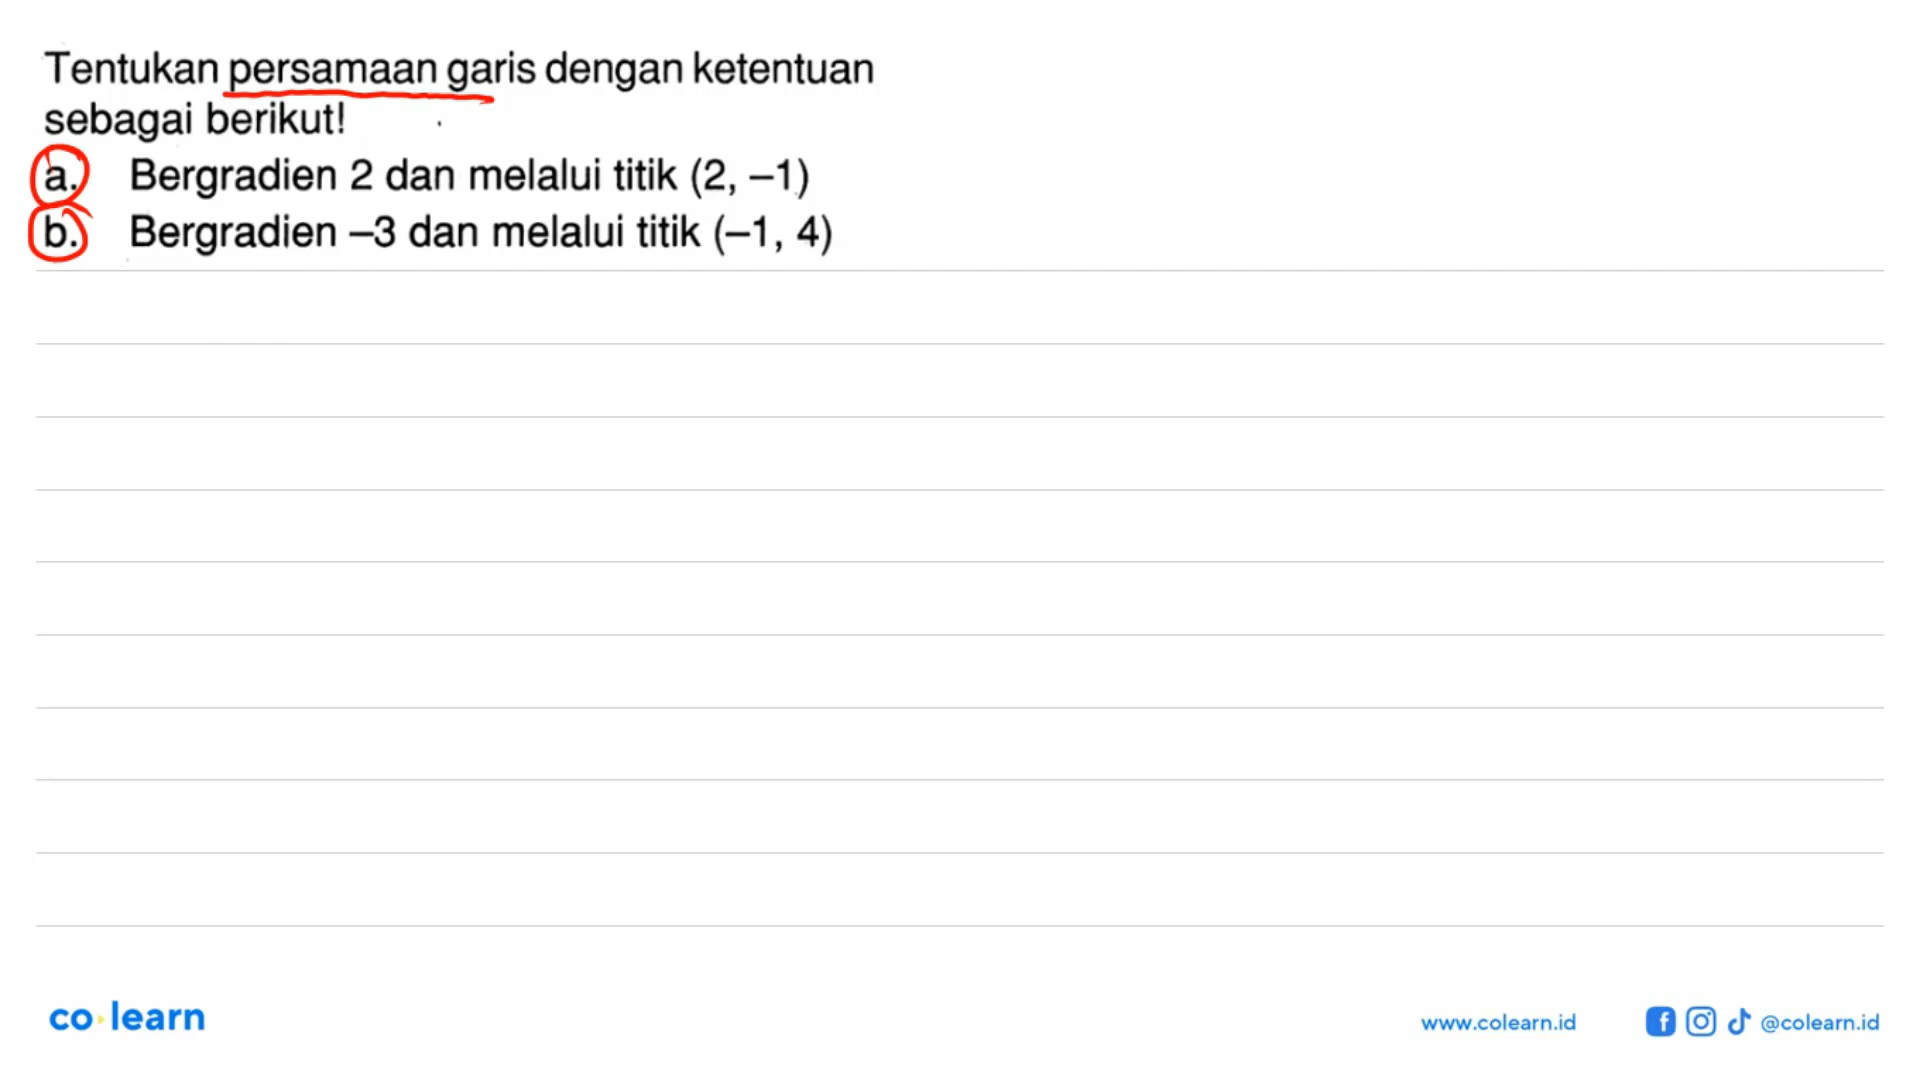 Tentukan persamaan garis dengan ketentuan
sebagai berikut!
a. Bergradien 2 dan melalui titik (2, –1)
b. Bergradien –3 dan melalui titik (–1, 4)
co learn
www.colearn.id
@colearn.id